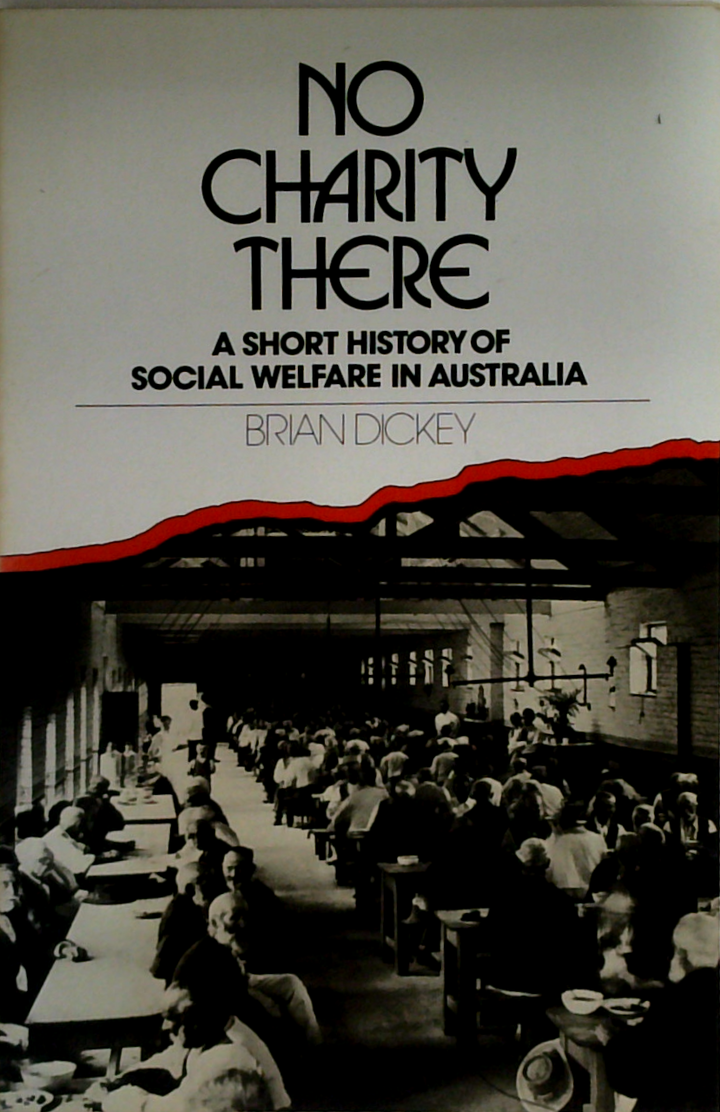 NO
CHARITY
THERE
A SHORT HISTORY OF
SOCIAL WELFARE IN AUSTRALIA
BRIAN DICKEY